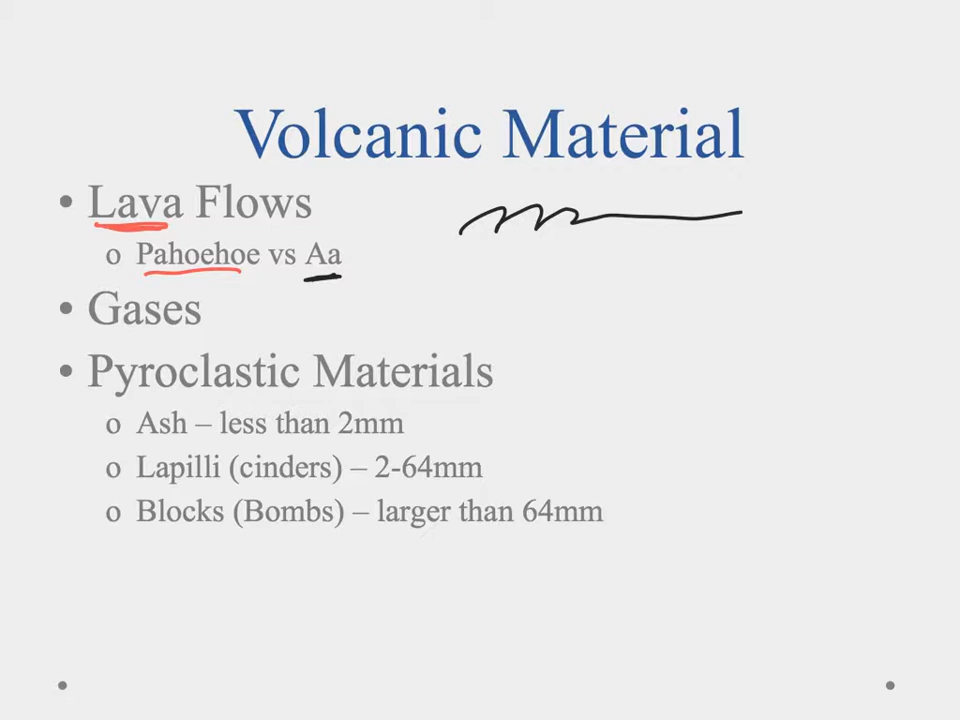 Volcanic Material
• Lava Flows
o Pahoehoe vs Aa
• Gases
• Pyroclastic Materials
o Ash – less than 2mm
o Lapilli (cinders) – 2-64mm
o Blocks (Bombs) – larger than 64mm